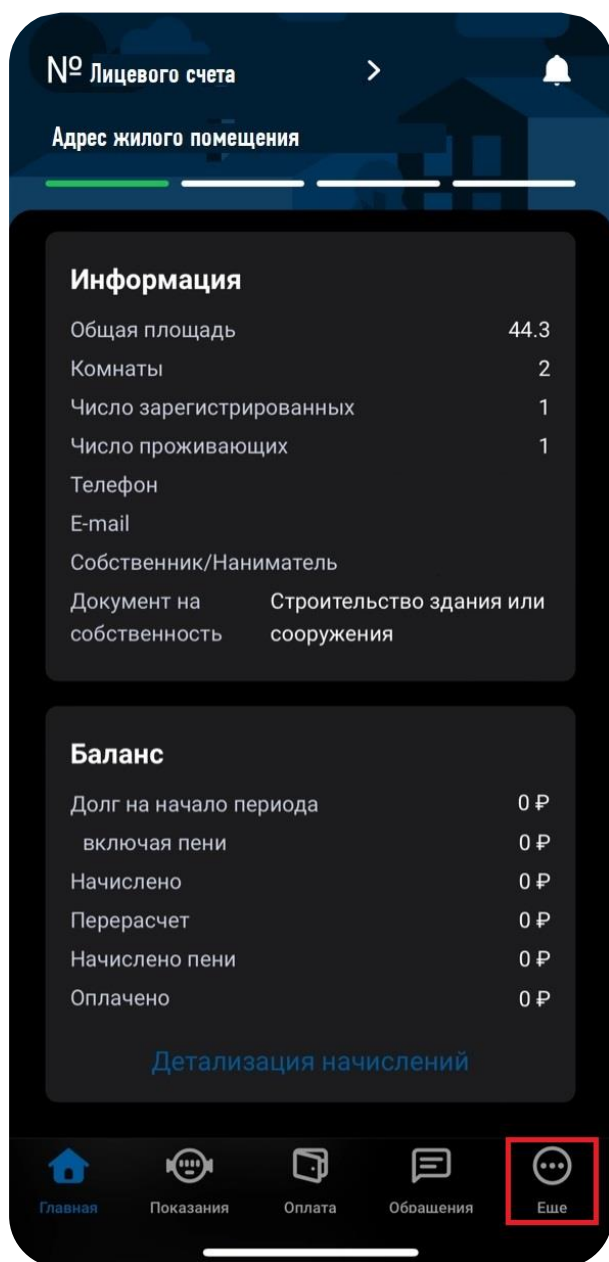 № Лицевого счета
Адрес жилого помещения
Информация
Общая площадь 44.3
Комнаты 2
Число зарегистрированных 1
Число проживающих 1
Телефон
E-mail
Собственник/Наниматель
Документ на Строительство здания или
собственность сооружения
Баланс
Долг на начало периода 0 ₽
включая пени 0 ₽
Начислено 0 ₽
Перерасчет 0 ₽
Начислено пени 0 ₽
Оплачено 0 ₽
Детализация начислений
Главная Показания Оплата Обращения Еще